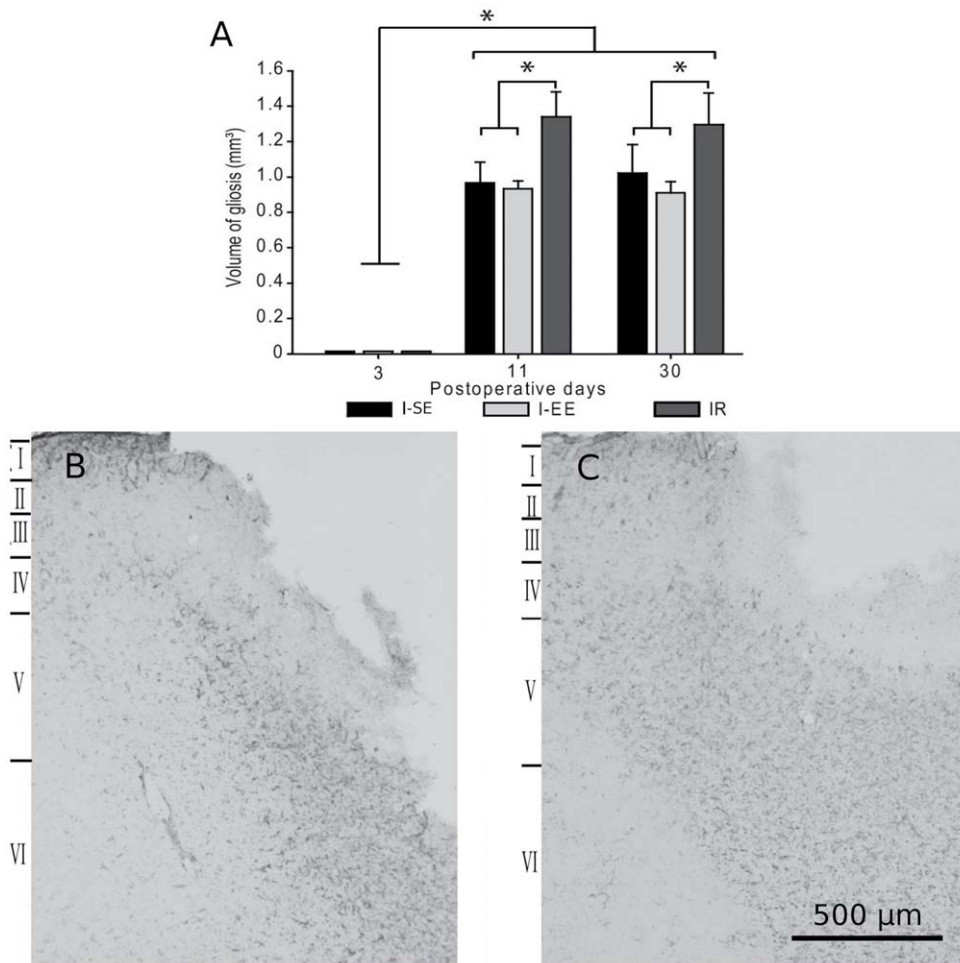 A
*
*
*
Volume of gliosis (mm³)
1.6
1.4
1.2
1.0
0.8
0.6
0.4
0.2
0
3
11
30
Postoperative days
I-SE
I-EE
IR
B
I
II
III
IV
V
VI
C
I
II
III
IV
V
VI
500 µm